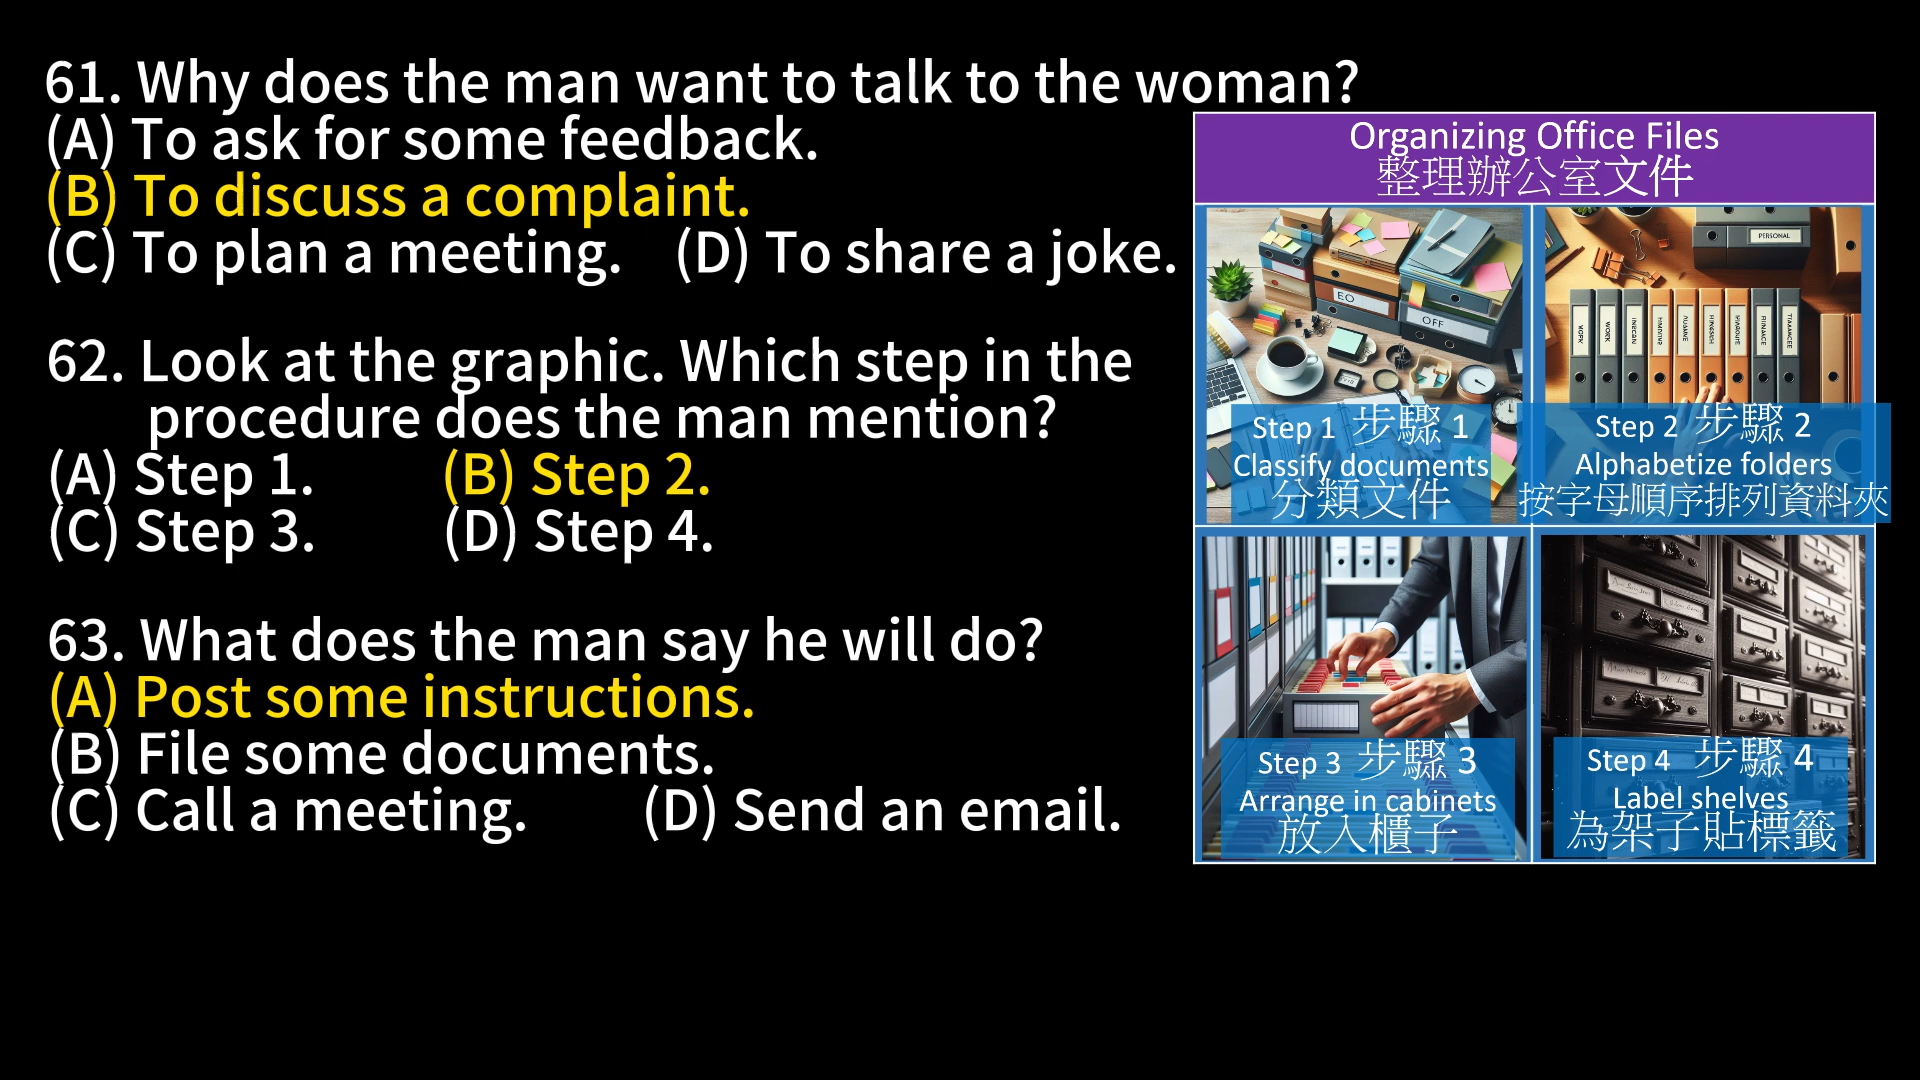 61. Why does the man want to talk to the woman?
(A) To ask for some feedback.
(B) To discuss a complaint.
(C) To plan a meeting. (D) To share a joke.
62. Look at the graphic. Which step in the
procedure does the man mention?
(A) Step 1. (B) Step 2.
(C) Step 3. (D) Step 4.
63. What does the man say he will do?
(A) Post some instructions.
(B) File some documents.
(C) Call a meeting. (D) Send an email.
Organizing Office Files
整理辦公室文件
EO
OFF
Step 1 步驟 1
Classify documents
分類文件
PERSONAL
WORK
Step 2 步驟 2
Alphabetize folders
按字母順序排列資料夾
Step 3 步驟 3
Arrange in cabinets
放入櫃子
Step 4 步驟 4
Label shelves
為架子貼標籤